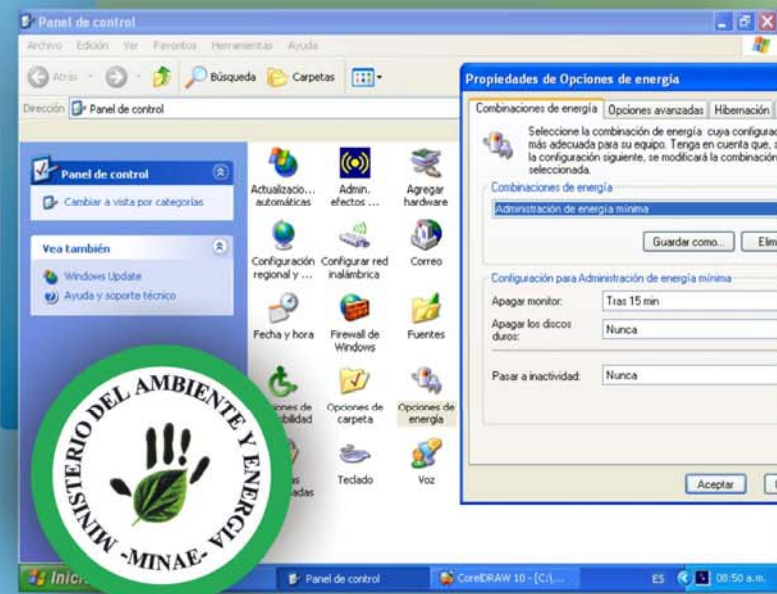 Panel de control
Archivo Edición Ver Favoritos Herramientas Ayuda
Atrás Búsqueda Carpetas
Dirección Panel de control
Panel de control
Cambiar a vista por categorías
Vea también
Windows Update
Ayuda y soporte técnico
Actualizacio... automáticas
Admin. efectos ...
Agregar hardware
Configuración regional y ...
Configurar red inalámbrica
Correo
Fecha y hora
Firewall de Windows
Fuentes
Opciones de carpeta
Opciones de energía
Teclado
Voz
Propiedades de Opciones de energía
Combinaciones de energía Opciones avanzadas Hibernación
Seleccione la combinación de energía cuya configurac
más adecuada para su equipo. Tenga en cuenta que, s
la configuración siguiente, se modificará la combinación
seleccionada.
Combinaciones de energía
Administración de energía mínima
Guardar como... Elim
Configuración para Administración de energía mínima
Apagar monitor: Tras 15 min
Apagar los discos duros: Nunca
Pasar a inactividad: Nunca
Aceptar
MINISTERIO DEL AMBIENTE Y ENERGIA
-MINAE-
Inic
Panel de control
CorelDRAW 10 - [C:\...
ES 08:50 a.m.